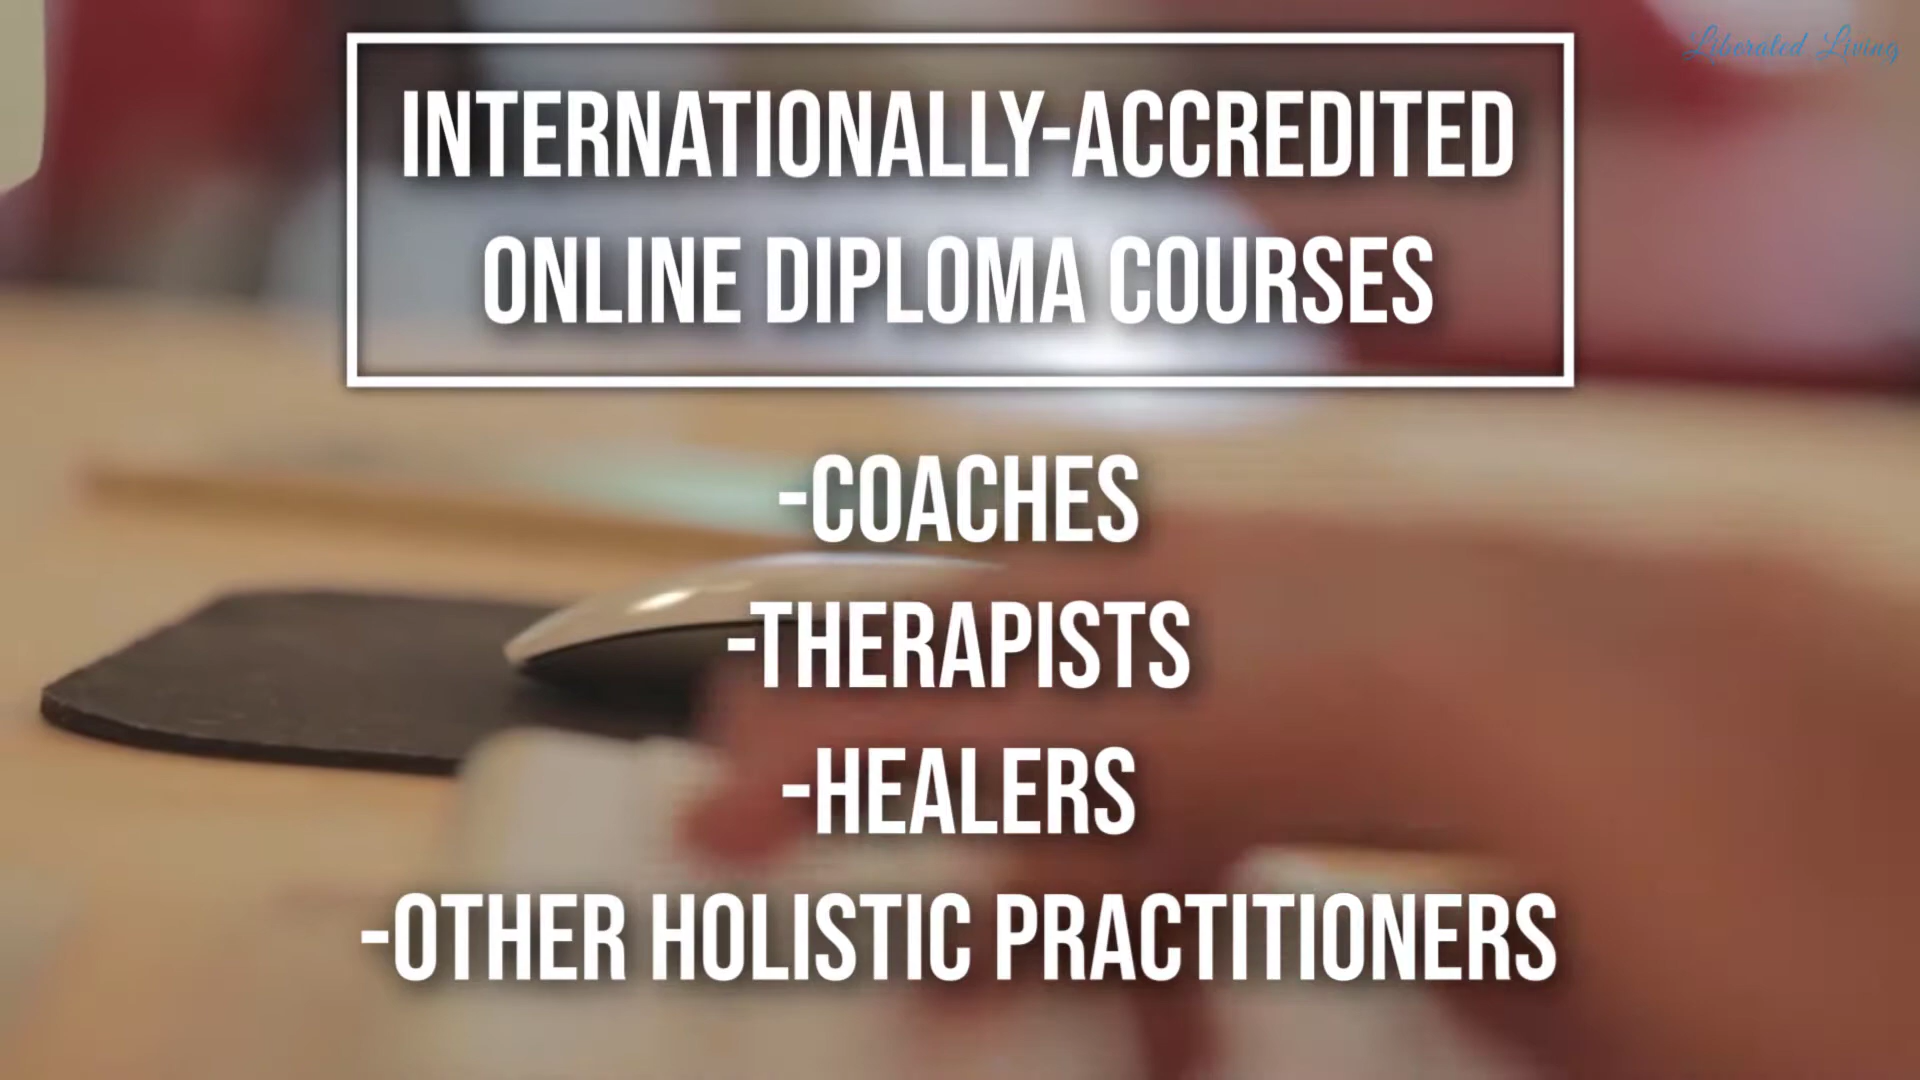 Liberated Living
INTERNATIONALLY-ACCREDITED
ONLINE DIPLOMA COURSES
-COACHES
-THERAPISTS
-HEALERS
-OTHER HOLISTIC PRACTITIONERS